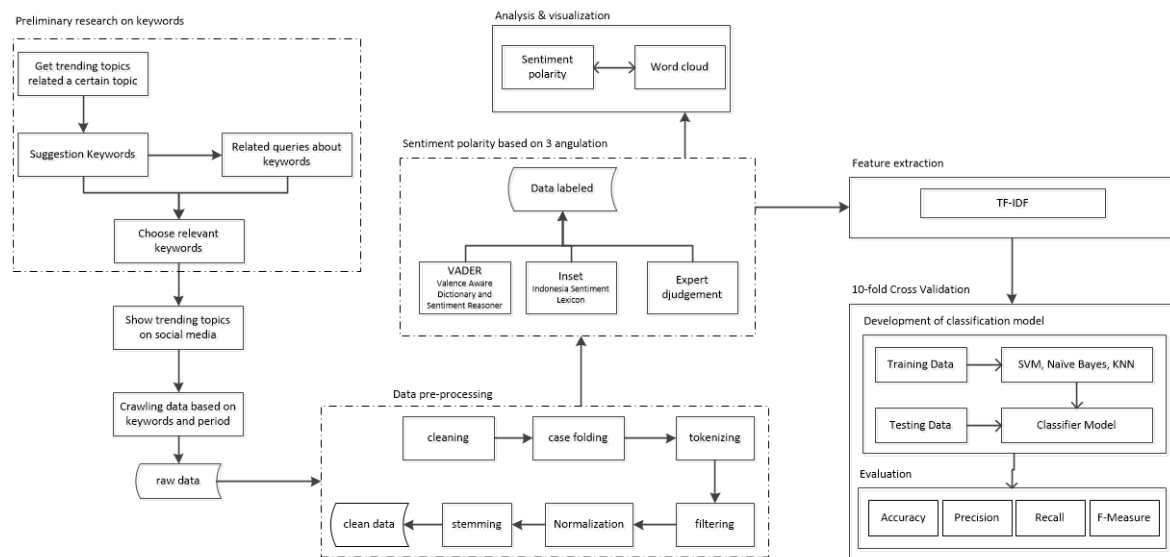 Preliminary research on keywords
Get trending topics
related a certain topic
Suggestion Keywords
Related queries about
keywords
Choose relevant
keywords
Show trending topics
on social media
Crawling data based on
keywords and period
raw data
Data pre-processing
cleaning
case folding
tokenizing
filtering
Normalization
stemming
clean data
Sentiment polarity based on 3 angulation
Data labeled
VADER
Valence Aware
Dictionary and
Sentiment Reasoner
Inset
Indonesia Sentiment
Lexicon
Expert
djudgement
Analysis & visualization
Sentiment
polarity
Word cloud
Feature extraction
TF-IDF
10-fold Cross Validation
Development of classification model
Training Data
SVM, Naïve Bayes, KNN
Testing Data
Classifier Model
Evaluation
Accuracy
Precision
Recall
F-Measure